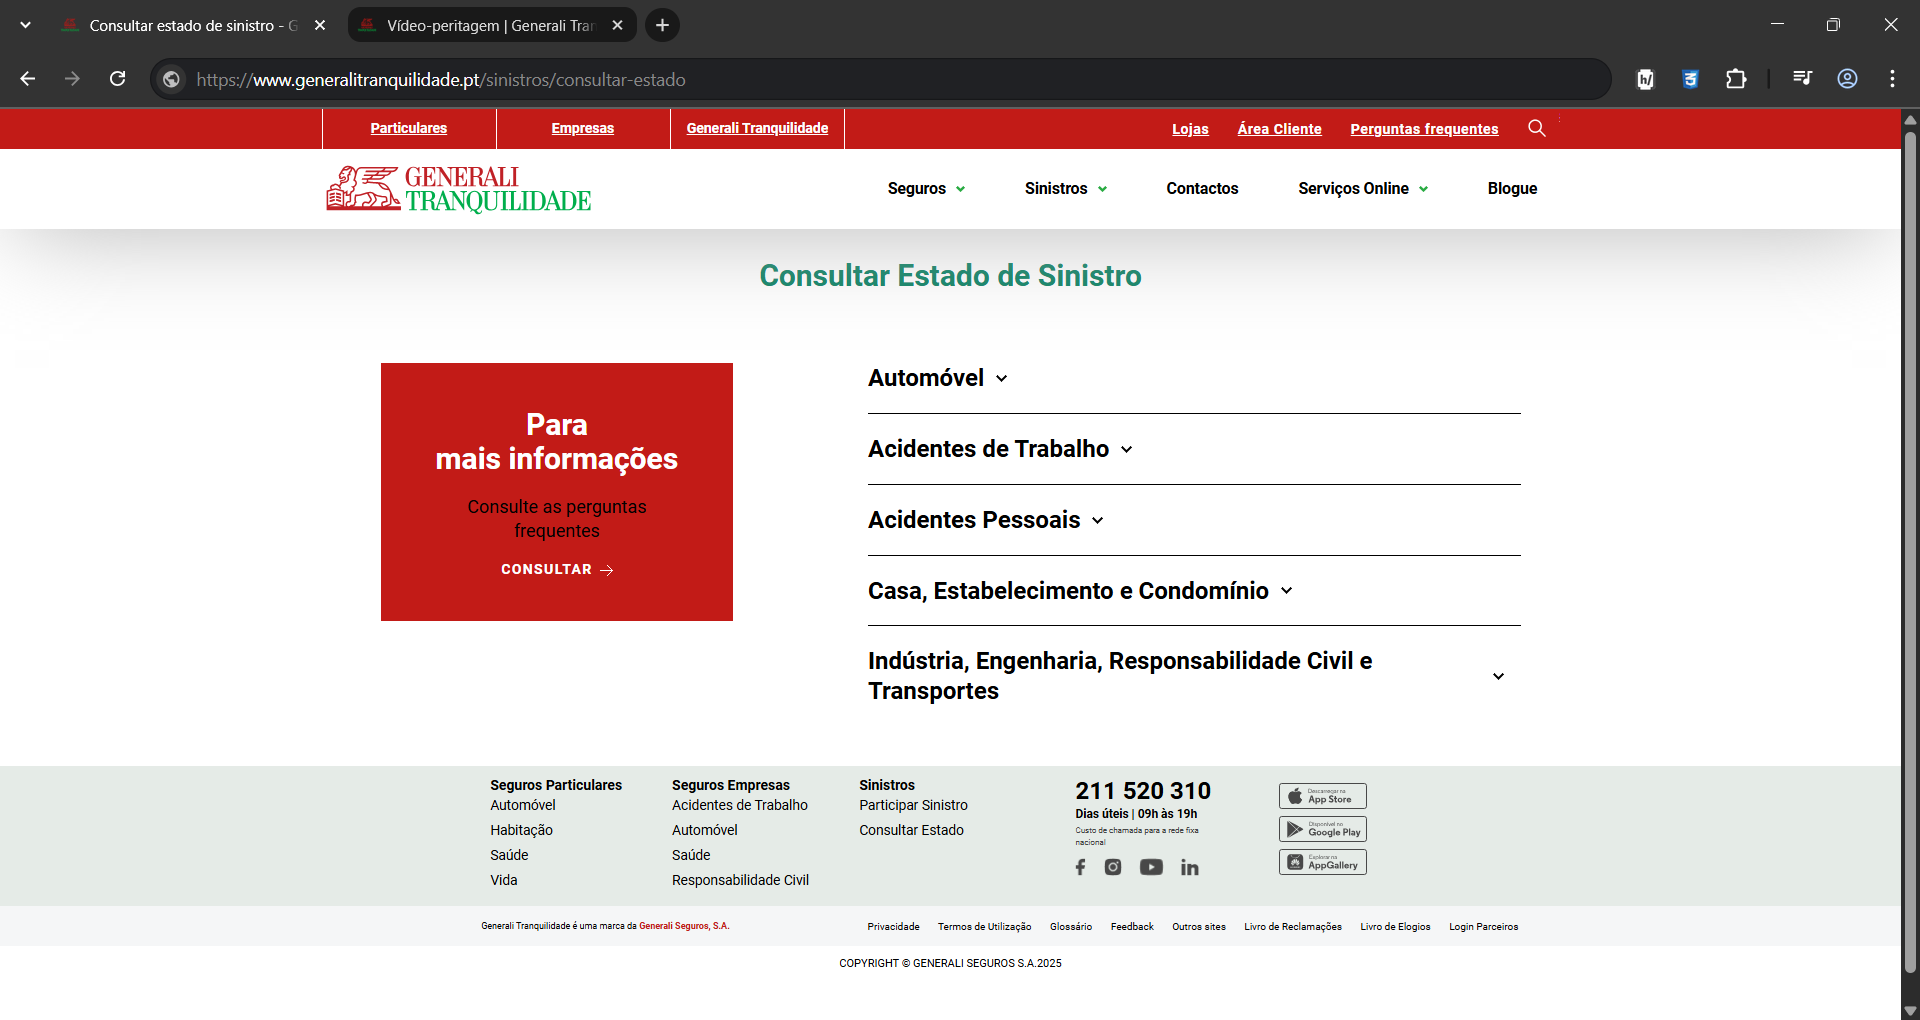 Consultar estado de sinistro - G
Vídeo-peritagem | Generali Tran
https://www.generalitranquilidade.pt/sinistros/consultar-estado
Particulares
Empresas
Generali Tranquilidade
Lojas
Área Cliente
Perguntas frequentes
GENERALI
TRANQUILIDADE
Seguros
Sinistros
Contactos
Serviços Online
Blogue
Consultar Estado de Sinistro
Para
mais informações
Consulte as perguntas
frequentes
CONSULTAR
Automóvel
Acidentes de Trabalho
Acidentes Pessoais
Casa, Estabelecimento e Condomínio
Indústria, Engenharia, Responsabilidade Civil e
Transportes
Seguros Particulares
Automóvel
Habitação
Saúde
Vida
Seguros Empresas
Acidentes de Trabalho
Automóvel
Saúde
Responsabilidade Civil
Sinistros
Participar Sinistro
Consultar Estado
211 520 310
Dias úteis | 09h às 19h
Custo de chamada para a rede fixa
nacional
Descarregar na
App Store
Disponível no
Google Play
Explorar na
AppGallery
Generali Tranquilidade é uma marca da Generali Seguros, S.A.
Privacidade
Termos de Utilização
Glossário
Feedback
Outros sites
Livro de Reclamações
Livro de Elogios
Login Parceiros
COPYRIGHT © GENERALI SEGUROS S.A.2025